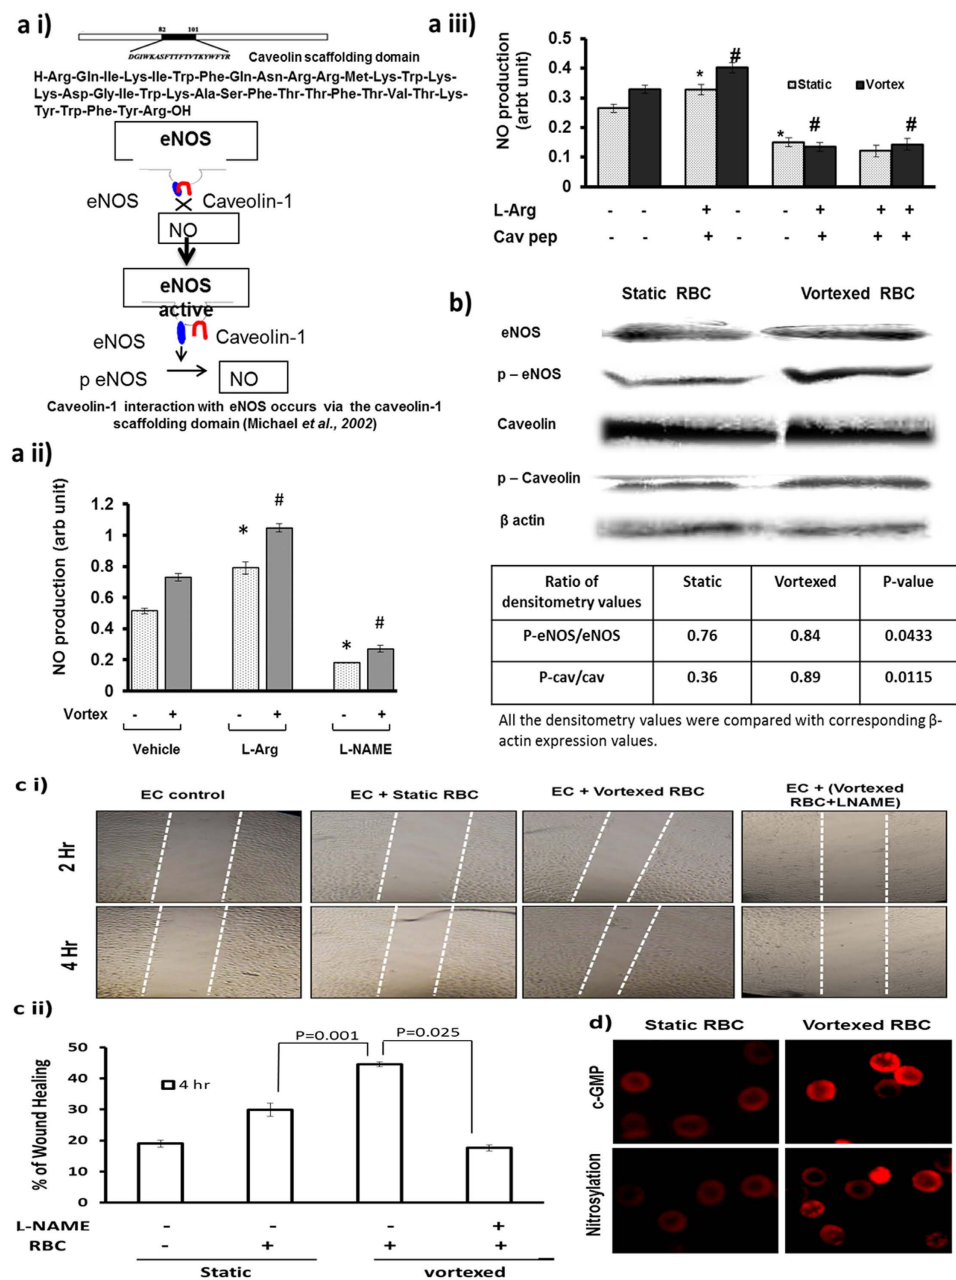 a i)
82 101
DGIWKASFTTFTVTKYWFYR
Caveolin scaffolding domain
H-Arg-Gln-Ile-Lys-Ile-Trp-Phe-Gln-Asn-Arg-Arg-Met-Lys-Trp-Lys-
Lys-Asp-Gly-Ile-Trp-Lys-Ala-Ser-Phe-Thr-Thr-Phe-Thr-Val-Thr-Lys-
Tyr-Trp-Phe-Tyr-Arg-OH
eNOS
eNOS Caveolin-1
NO
eNOS
active
eNOS Caveolin-1
p eNOS NO
Caveolin-1 interaction with eNOS occurs via the caveolin-1
scaffolding domain (Michael et al., 2002)
a ii)
NO production (arb unit)
1.2
1
0.8
0.6
0.4
0.2
0
* # * #
Vortex - + - + - +
Vehicle L-Arg L-NAME
a iii)
NO production
(arbt unit)
0.5
0.4
0.3
0.2
0.1
0
Static Vortex
* # * # #
L-Arg - - + - - + + +
Cav pep - - + - - + + +
b)
Static RBC Vortexed RBC
eNOS
p – eNOS
Caveolin
p – Caveolin
β actin
Ratio of
densitometry values
Static Vortexed P-value
P-eNOS/eNOS 0.76 0.84 0.0433
P-cav/cav 0.36 0.89 0.0115
All the densitometry values were compared with corresponding β-
actin expression values.
c i)
EC control EC + Static RBC EC + Vortexed RBC EC + (Vortexed
RBC+LNAME)
2 Hr
4 Hr
c ii)
% of Wound Healing
50
40
30
20
10
0
4 hr
P=0.001 P=0.025
L-NAME - - - +
RBC - + + +
Static vortexed
d)
Static RBC Vortexed RBC
c-GMP
Nitrosylation